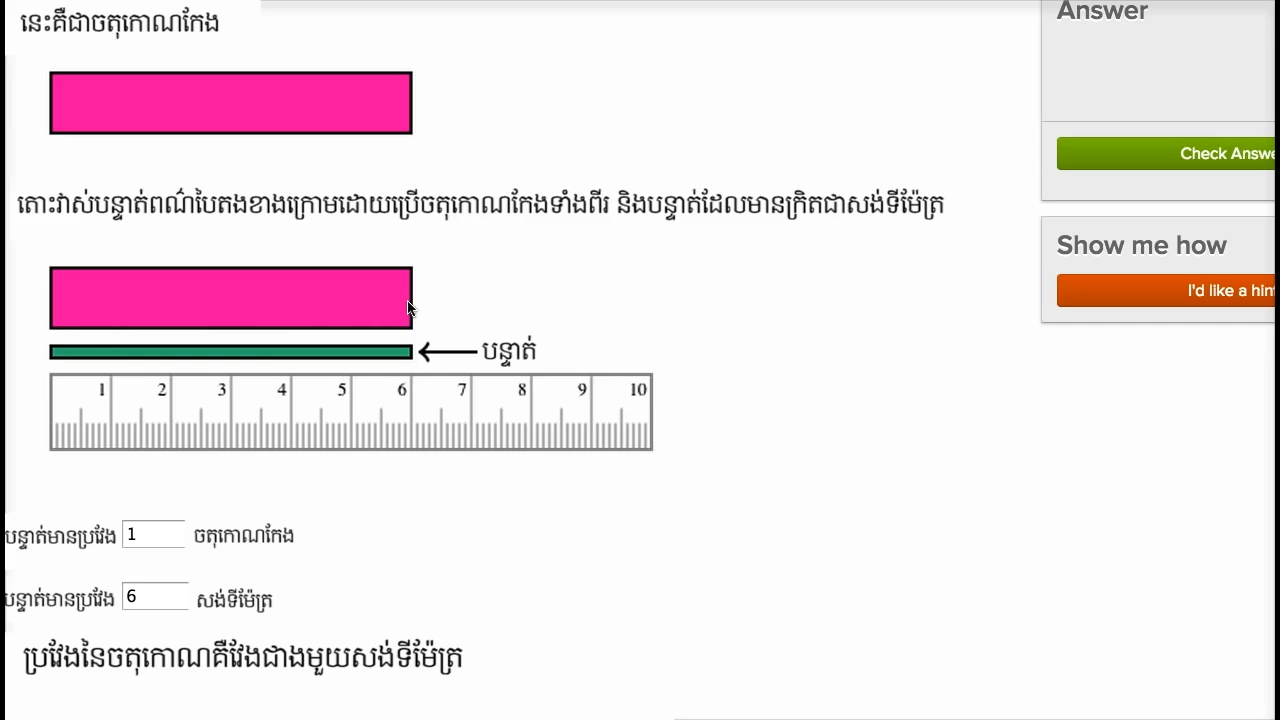 នេះគឺជាចតុកោណកែង
Answer
Check Answe
តោះវាស់បន្ទាត់ពណ៌បៃតងខាងក្រោមដោយប្រើចតុកោណកែងទាំងពីរ និងបន្ទាត់ដែលមានក្រិតជាសង់ទីម៉ែត្រ
Show me how
I'd like a hin
បន្ទាត់
1 2 3 4 5 6 7 8 9 10
បន្ទាត់មានប្រវែង 1 ចតុកោណកែង
បន្ទាត់មានប្រវែង 6 សង់ទីម៉ែត្រ
ប្រវែងនៃចតុកោណគឺវែងជាងមួយសង់ទីម៉ែត្រ